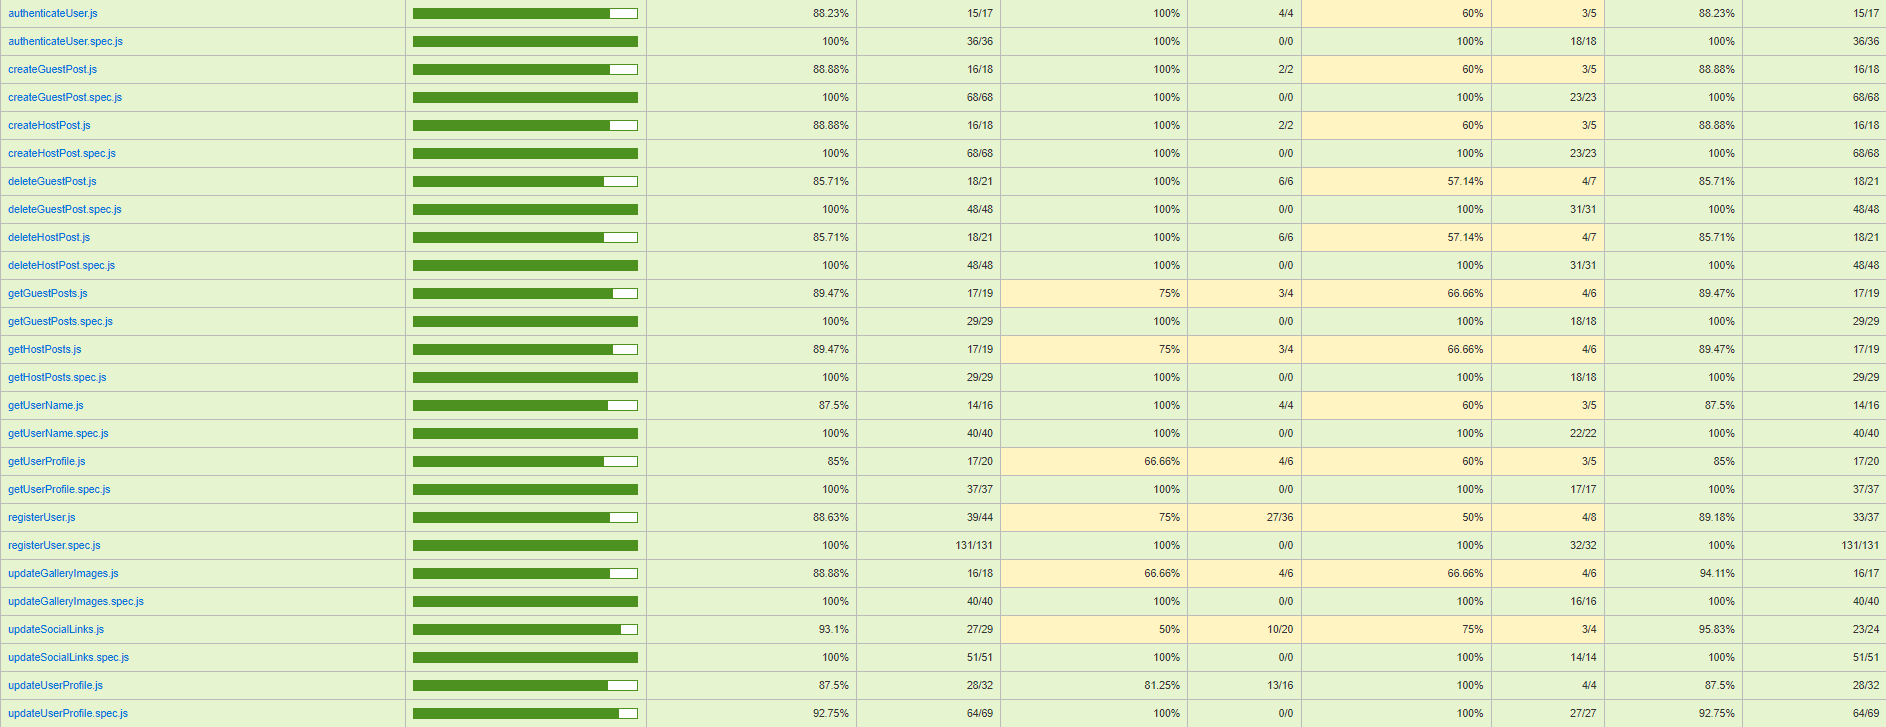 authenticateUser.js 88.23% 15/17 100% 4/4 60% 3/5 88.23% 15/17
authenticateUser.spec.js 100% 36/36 100% 0/0 100% 18/18 100% 36/36
createGuestPost.js 88.88% 16/18 100% 2/2 60% 3/5 88.88% 16/18
createGuestPost.spec.js 100% 68/68 100% 0/0 100% 23/23 100% 68/68
createHostPost.js 88.88% 16/18 100% 2/2 60% 3/5 88.88% 16/18
createHostPost.spec.js 100% 68/68 100% 0/0 100% 23/23 100% 68/68
deleteGuestPost.js 85.71% 18/21 100% 6/6 57.14% 4/7 85.71% 18/21
deleteGuestPost.spec.js 100% 48/48 100% 0/0 100% 31/31 100% 48/48
deleteHostPost.js 85.71% 18/21 100% 6/6 57.14% 4/7 85.71% 18/21
deleteHostPost.spec.js 100% 48/48 100% 0/0 100% 31/31 100% 48/48
getGuestPosts.js 89.47% 17/19 75% 3/4 66.66% 4/6 89.47% 17/19
getGuestPosts.spec.js 100% 29/29 100% 0/0 100% 18/18 100% 29/29
getHostPosts.js 89.47% 17/19 75% 3/4 66.66% 4/6 89.47% 17/19
getHostPosts.spec.js 100% 29/29 100% 0/0 100% 18/18 100% 29/29
getUserName.js 87.5% 14/16 100% 4/4 60% 3/5 87.5% 14/16
getUserName.spec.js 100% 40/40 100% 0/0 100% 22/22 100% 40/40
getUserProfile.js 85% 17/20 66.66% 4/6 60% 3/5 85% 17/20
getUserProfile.spec.js 100% 37/37 100% 0/0 100% 17/17 100% 37/37
registerUser.js 88.63% 39/44 75% 27/36 50% 4/8 89.18% 33/37
registerUser.spec.js 100% 131/131 100% 0/0 100% 32/32 100% 131/131
updateGalleryImages.js 88.88% 16/18 66.66% 4/6 66.66% 4/6 94.11% 16/17
updateGalleryImages.spec.js 100% 40/40 100% 0/0 100% 16/16 100% 40/40
updateSocialLinks.js 93.1% 27/29 50% 10/20 75% 3/4 95.83% 23/24
updateSocialLinks.spec.js 100% 51/51 100% 0/0 100% 14/14 100% 51/51
updateUserProfile.js 87.5% 28/32 81.25% 13/16 100% 4/4 87.5% 28/32
updateUserProfile.spec.js 92.75% 64/69 100% 0/0 100% 27/27 92.75% 64/69